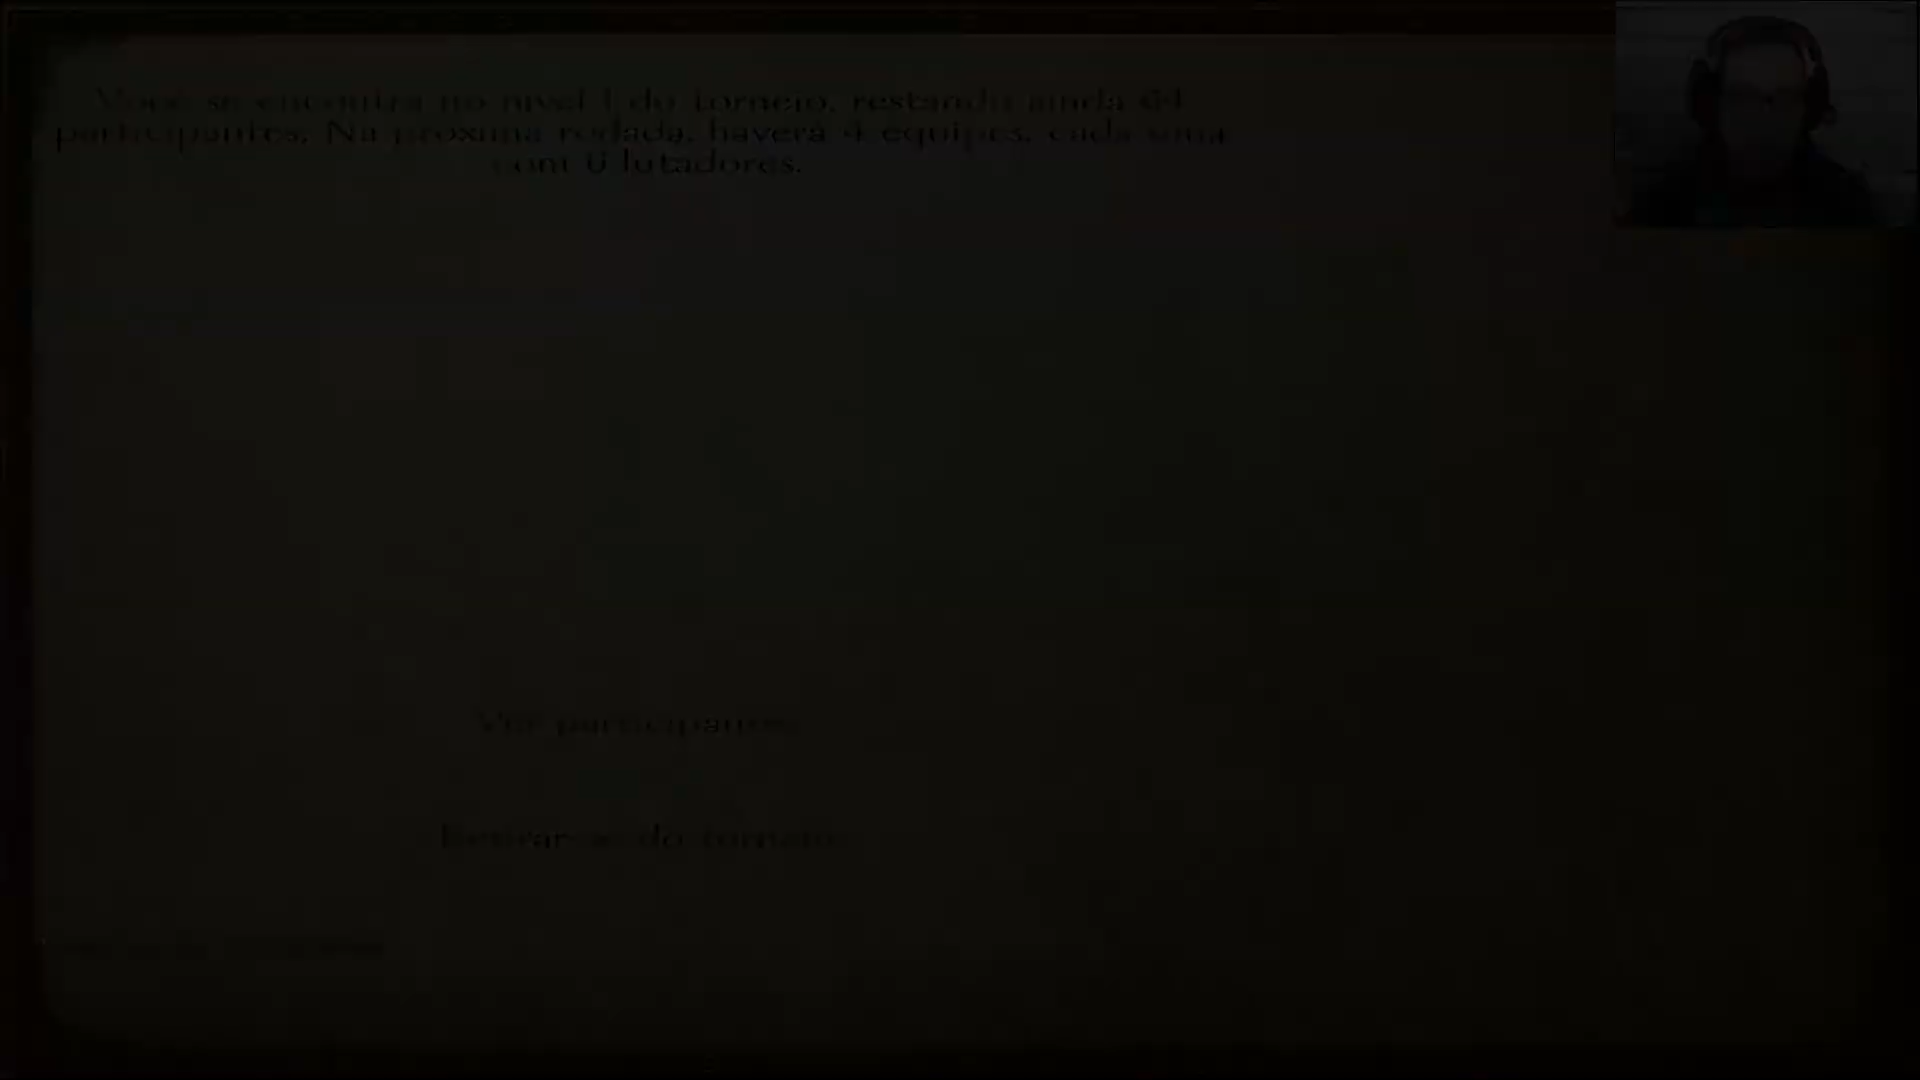 Você se encontra no nível 1 do torneio, restando ainda 64
participantes. Na próxima rodada, haverá 4 equipes, cada uma
com 6 lutadores.
Ver participantes
Retirar-se do torneio